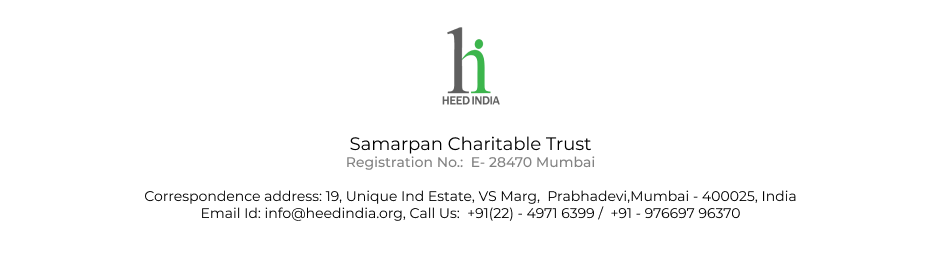 hi
HEED INDIA
Samarpan Charitable Trust
Registration No.: E- 28470 Mumbai
Correspondence address: 19, Unique Ind Estate, VS Marg, Prabhadevi,Mumbai - 400025, India
Email Id: info@heedindia.org, Call Us: +91(22) - 4971 6399 / +91 - 976697 96370